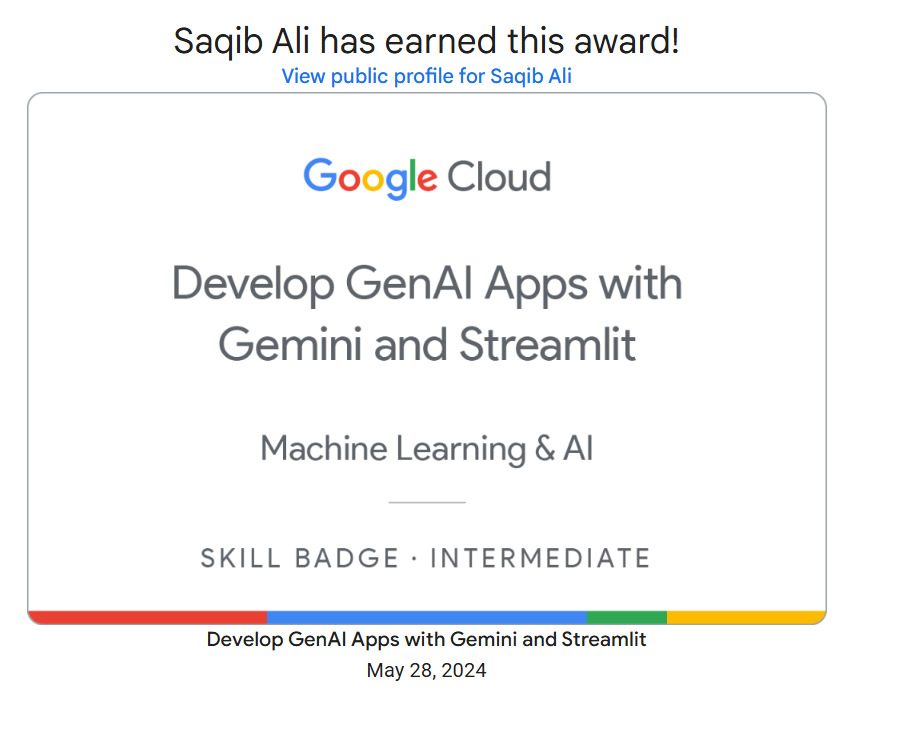 Saqib Ali has earned this award!
View public profile for Saqib Ali
Google Cloud
Develop GenAI Apps with
Gemini and Streamlit
Machine Learning & AI
SKILL BADGE · INTERMEDIATE
Develop GenAI Apps with Gemini and Streamlit
May 28, 2024